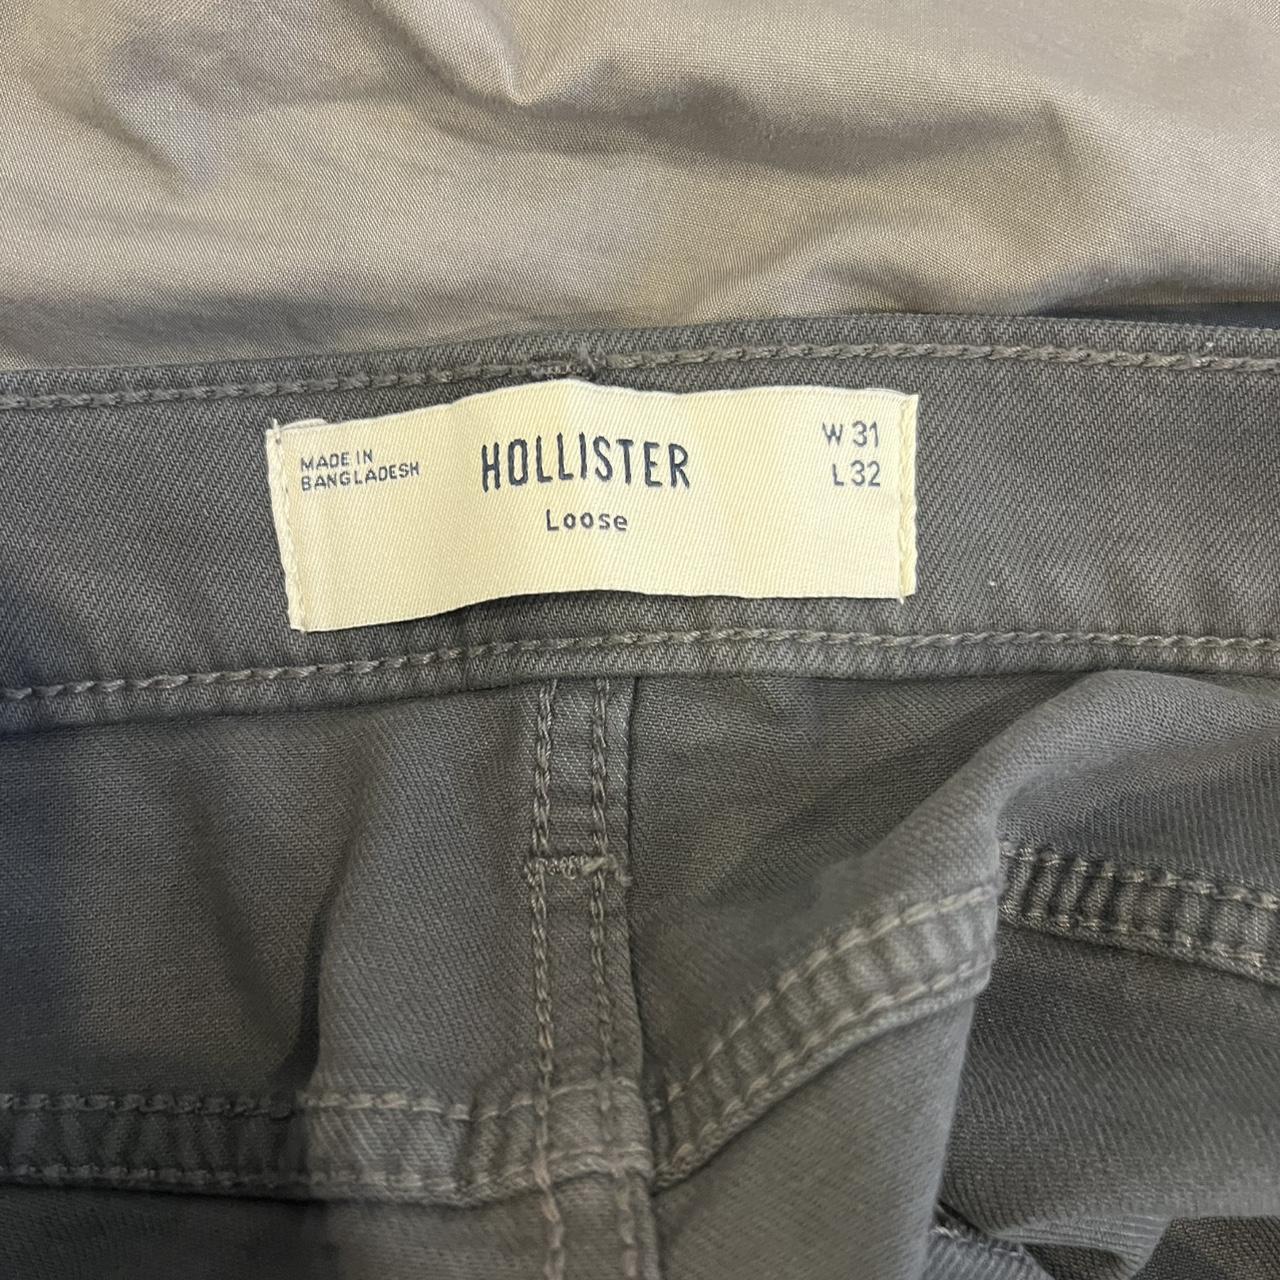 MADE IN
BANGLADESH
HOLLISTER
Loose
W 31
L 32